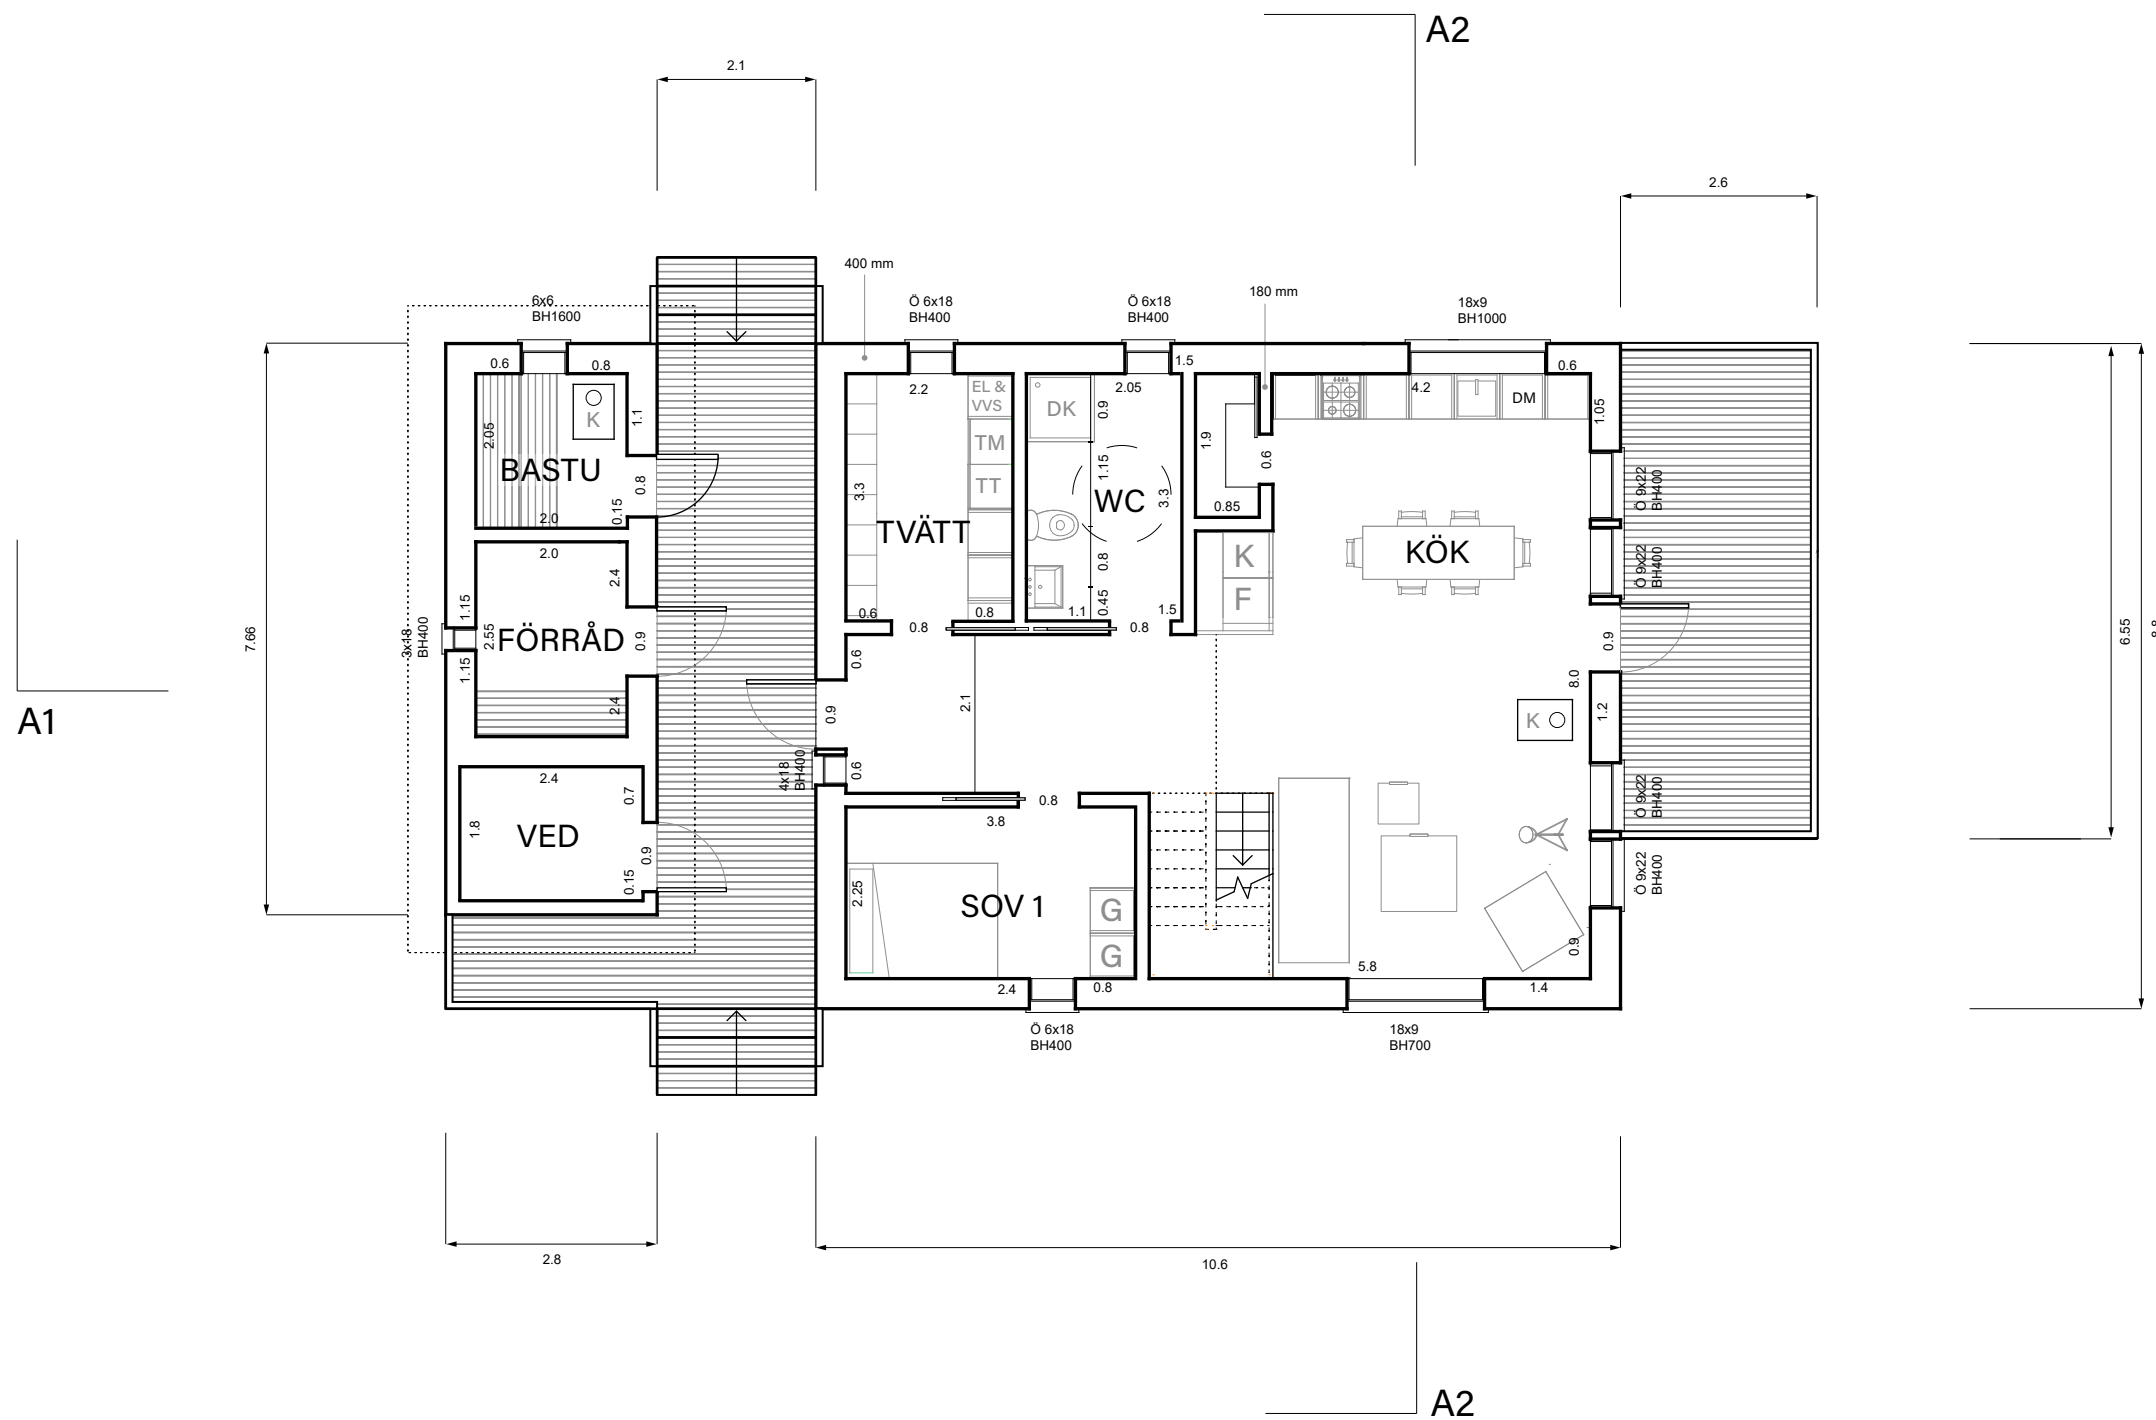 A2
2.1
2.6
400 mm
180 mm
6x6
BH1600
Ö 6x18
BH400
Ö 6x18
BH400
18x9
BH1000
0.6
0.8
1.5
0.6
2.2
2.05
4.2
EL &
VVS
DK
0.9
DM
1.05
K
1.1
2.05
TM
1.9
0.6
BASTU
0.8
3.3
TT
1.15
WC
3.3
Ö 9x22
BH400
0.85
2.0
0.15
TVÄTT
KÖK
2.0
K
2.4
0.8
Ö 9x22
BH400
F
1.15
0.6
0.8
1.1
0.45
1.5
0.8
0.8
3x18
BH400
2.55
FÖRRÅD
0.9
0.9
7.66
6.55
8.8
1.15
0.6
8.0
2.4
0.9
2.1
1.2
K
A1
4x18
BH400
0.6
2.4
0.7
0.8
Ö 9x22
BH400
3.8
1.8
VED
0.9
0.15
2.25
SOV 1
G
G
Ö 9x22
BH400
0.9
5.8
2.4
0.8
1.4
Ö 6x18
BH400
18x9
BH700
2.8
10.6
A2